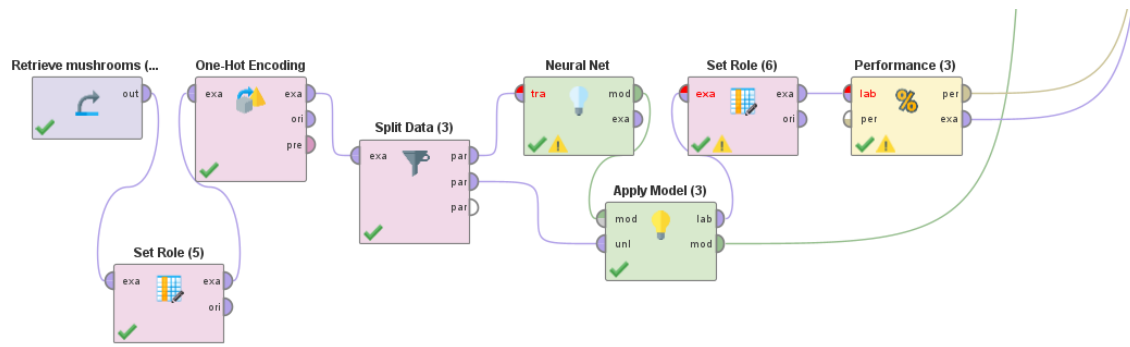 Retrieve mushrooms (...
out
One-Hot Encoding
exa exa
ori
pre
Split Data (3)
exa par
par
par
Neural Net
tra mod
exa
Set Role (6)
exa exa
ori
Performance (3)
lab per
per exa
Apply Model (3)
mod lab
unl mod
Set Role (5)
exa exa
ori